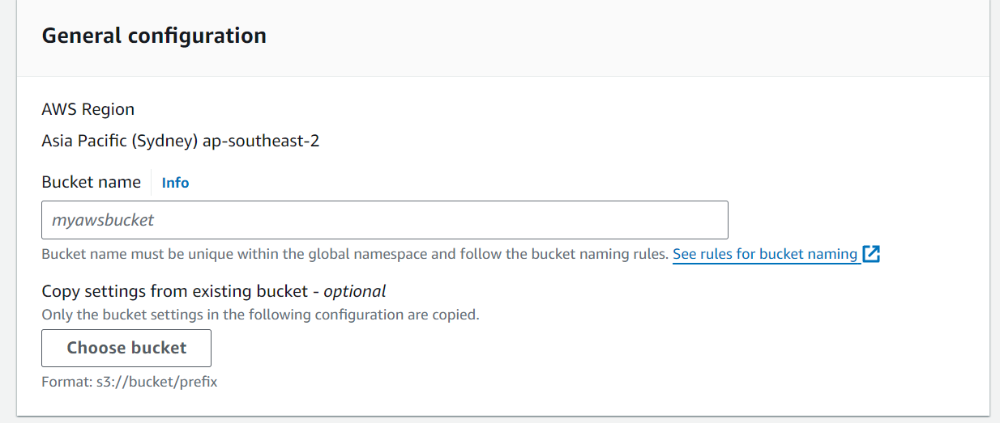 General configuration
AWS Region
Asia Pacific (Sydney) ap-southeast-2
Bucket name Info
myawsbucket
Bucket name must be unique within the global namespace and follow the bucket naming rules. See rules for bucket naming
Copy settings from existing bucket - optional
Only the bucket settings in the following configuration are copied.
Choose bucket
Format: s3://bucket/prefix